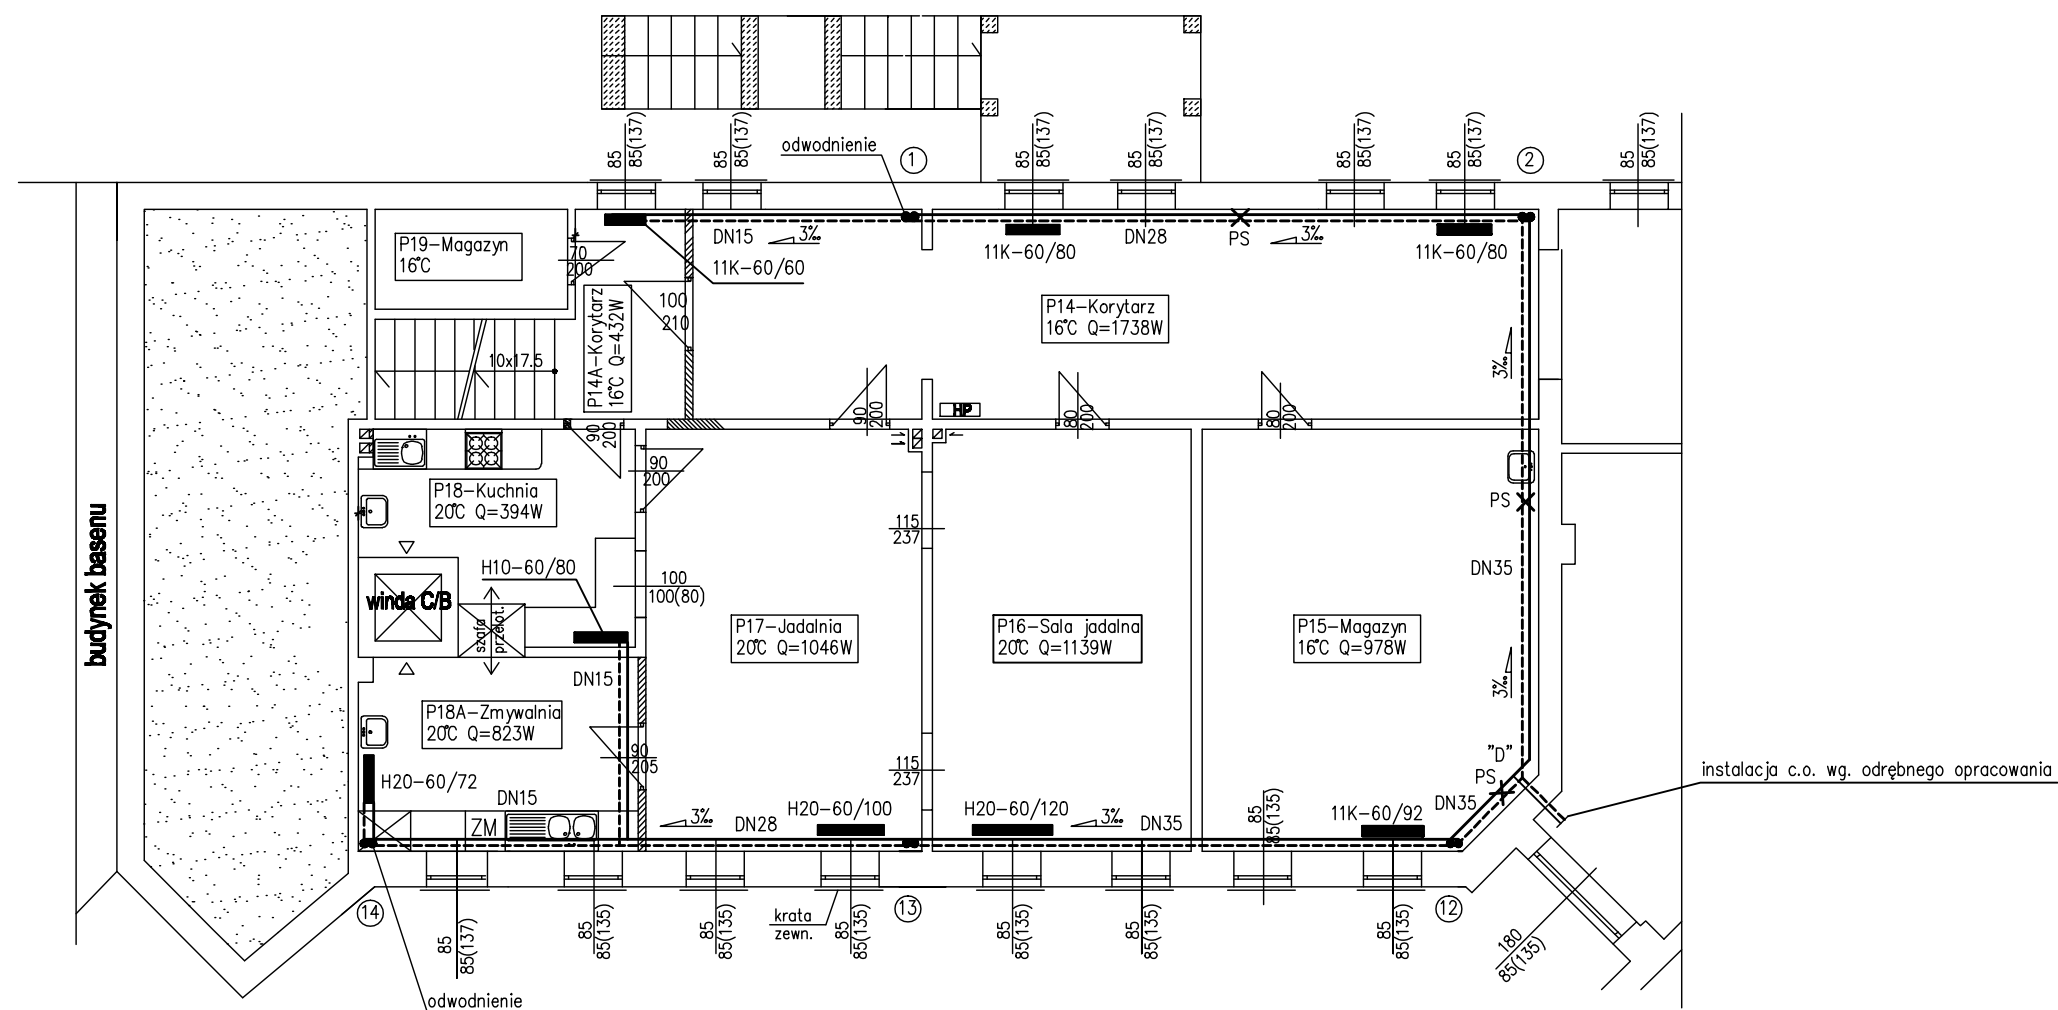 85
85(137)
85
85(137)
85
85(137)
85
85(137)
85
85(137)
85
85(137)
85
85(137)
odwodnienie
1
2
P19-Magazyn
16°C
70
200
DN15
3‰
11K-60/60
11K-60/80
DN28
PS
3‰
11K-60/80
100
210
P14A-Korytarz
16°C Q=432W
P14-Korytarz
16°C Q=1738W
3‰
10x17.5
90
200
90
200
HP
80
200
80
200
90
200
P18-Kuchnia
20°C Q=394W
115
237
PS
budynek basenu
H10-60/80
DN35
100
100(80)
winda C/B
szafa
przelot.
P17-Jadalnia
20°C Q=1046W
P16-Sala jadalna
20°C Q=1139W
P15-Magazyn
16°C Q=978W
DN15
3‰
P18A-Zmywalnia
20°C Q=823W
90
205
115
237
"D"
PS
instalacja c.o. wg. odrębnego opracowania
H20-60/72
DN15
ZM
3‰
DN28
H20-60/100
H20-60/120
3‰
DN35
85
85(135)
11K-60/92
DN35
14
13
12
krata
zewn.
85
85(137)
85
85(135)
85
85(135)
85
85(135)
85
85(135)
85
85(135)
85
85(135)
180
85(135)
odwodnienie